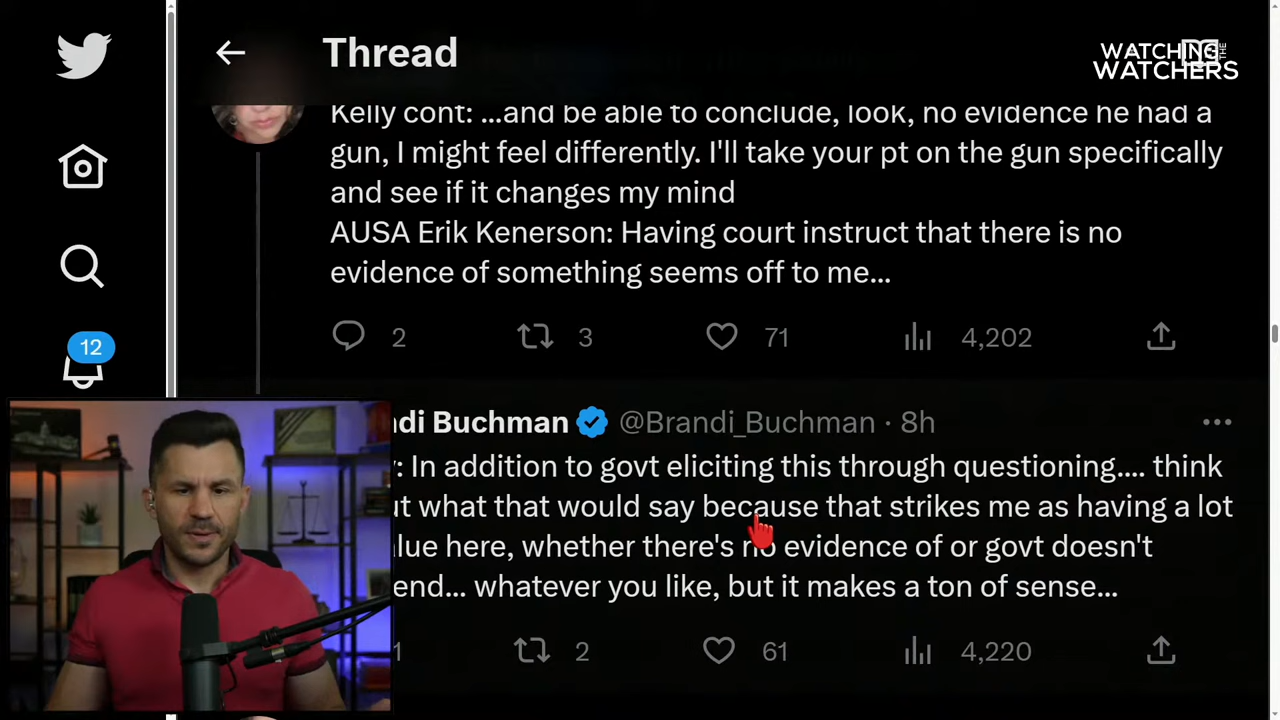 Thread
WATCHING THE
WATCHERS
Kelly cont: ...and be able to conclude, look, no evidence he had a
gun, I might feel differently. I'll take your pt on the gun specifically
and see if it changes my mind
AUSA Erik Kenerson: Having court instruct that there is no
evidence of something seems off to me...
2 3 71 4,202
12
di Buchman @Brandi_Buchman · 8h
: In addition to govt eliciting this through questioning.... think
ut what that would say because that strikes me as having a lot
lue here, whether there's no evidence of or govt doesn't
end... whatever you like, but it makes a ton of sense...
1 2 61 4,220